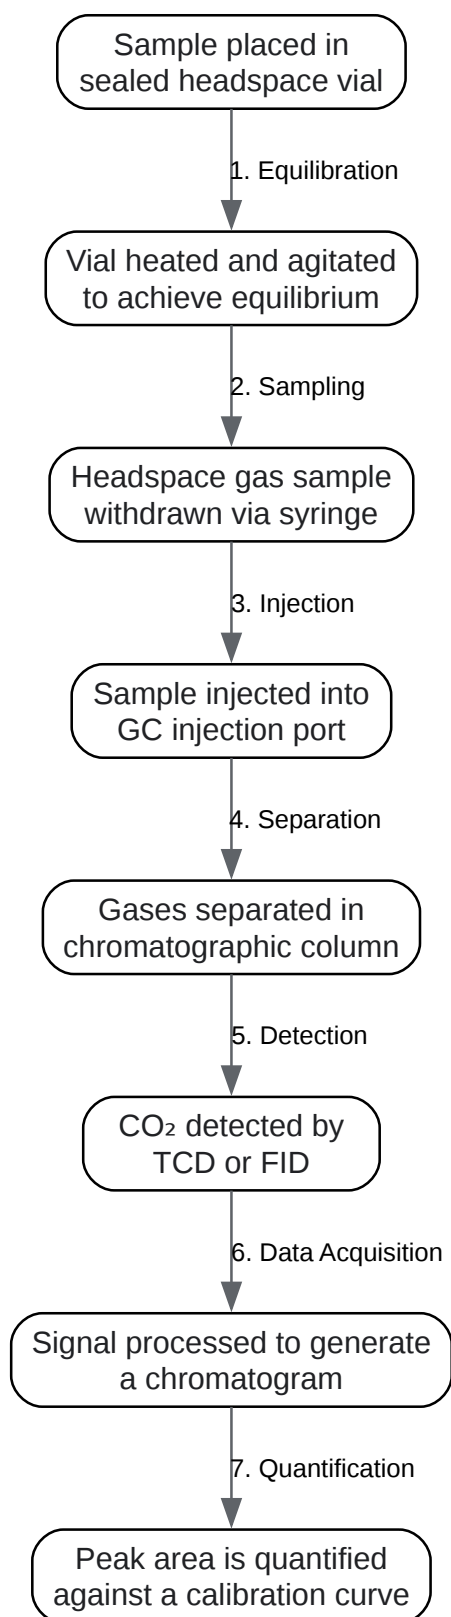 Sample placed in
sealed headspace vial
1. Equilibration
Vial heated and agitated
to achieve equilibrium
2. Sampling
Headspace gas sample
withdrawn via syringe
3. Injection
Sample injected into
GC injection port
4. Separation
Gases separated in
chromatographic column
5. Detection
CO₂ detected by
TCD or FID
6. Data Acquisition
Signal processed to generate
a chromatogram
7. Quantification
Peak area is quantified
against a calibration curve